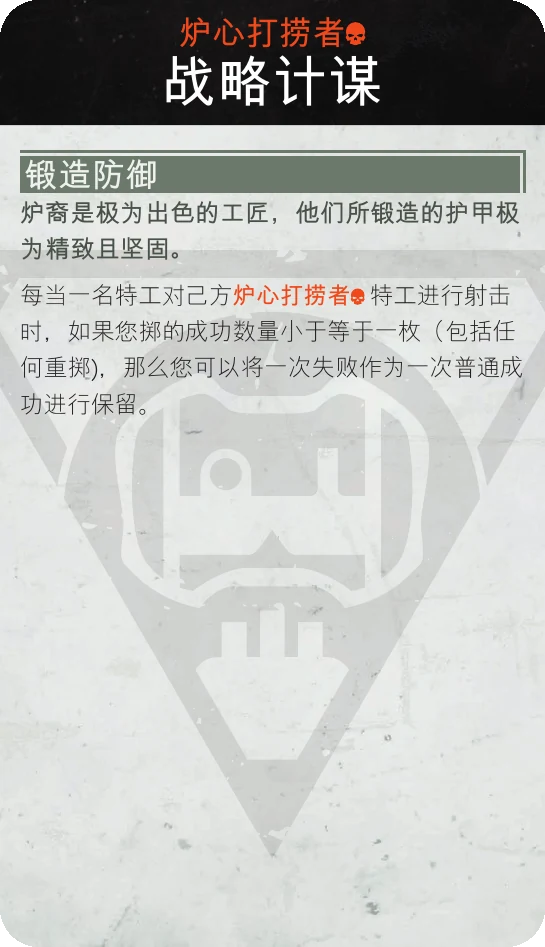 炉心打捞者
战略计谋
锻造防御
炉裔是极为出色的工匠，他们所锻造的护甲极
为精致且坚固。
每当一名特工对己方炉心打捞者特工进行射击
时，如果您掷的成功数量小于等于一枚（包括任
何重掷)，那么您可以将一次失败作为一次普通成
功进行保留。